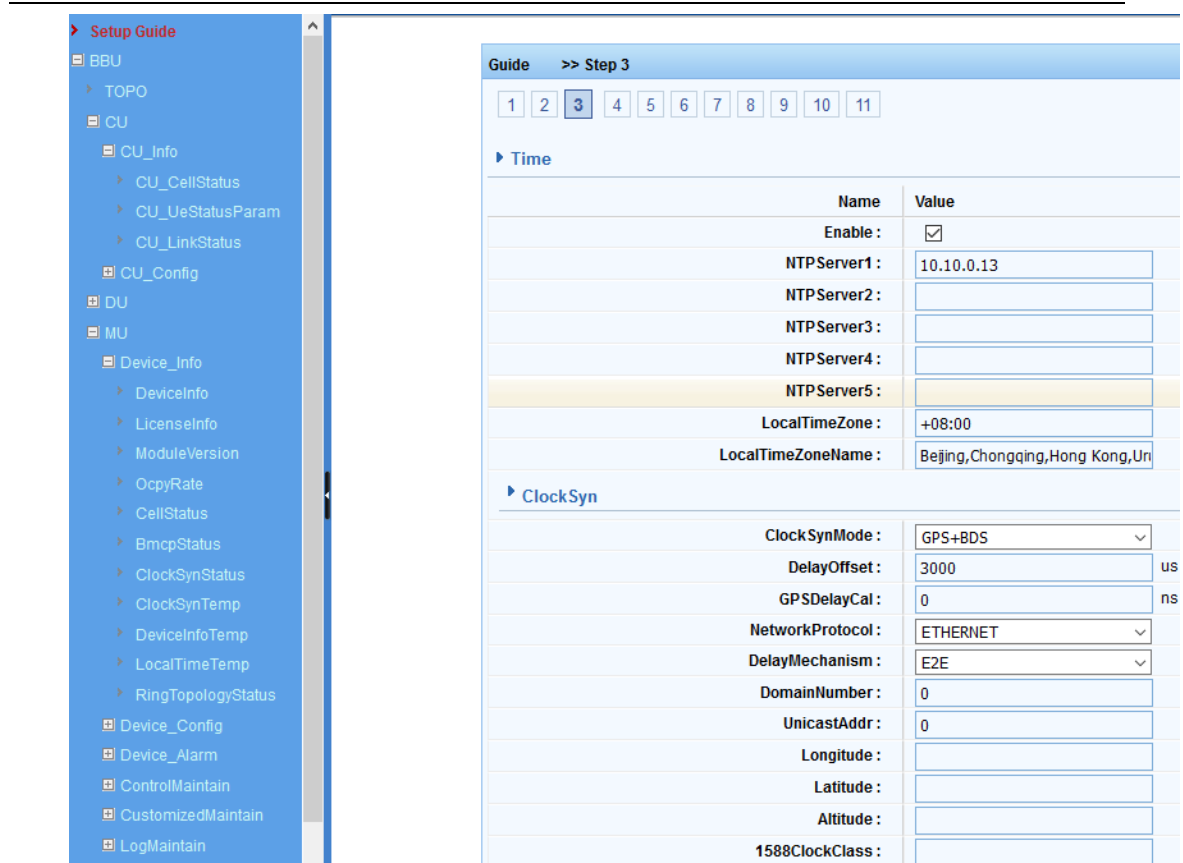 Setup Guide
BBU
TOPO
CU
CU_Info
CU_CellStatus
CU_UeStatusParam
CU_LinkStatus
CU_Config
DU
MU
Device_Info
DeviceInfo
LicenseInfo
ModuleVersion
OcpyRate
CellStatus
BmcpStatus
ClockSynStatus
ClockSynTemp
DeviceInfoTemp
LocalTimeTemp
RingTopologyStatus
Device_Config
Device_Alarm
ControlMaintain
CustomizedMaintain
LogMaintain
Guide >> Step 3
1 2 3 4 5 6 7 8 9 10 11
Time
Name Value
Enable :
NTPServer1 : 10.10.0.13
NTPServer2 :
NTPServer3 :
NTPServer4 :
NTPServer5 :
LocalTimeZone : +08:00
LocalTimeZoneName : Beijing,Chongqing,Hong Kong,Uru
ClockSyn
ClockSynMode : GPS+BDS
DelayOffset : 3000 us
GPSDelayCal : 0 ns
NetworkProtocol : ETHERNET
DelayMechanism : E2E
DomainNumber : 0
UnicastAddr : 0
Longitude :
Latitude :
Altitude :
1588ClockClass :